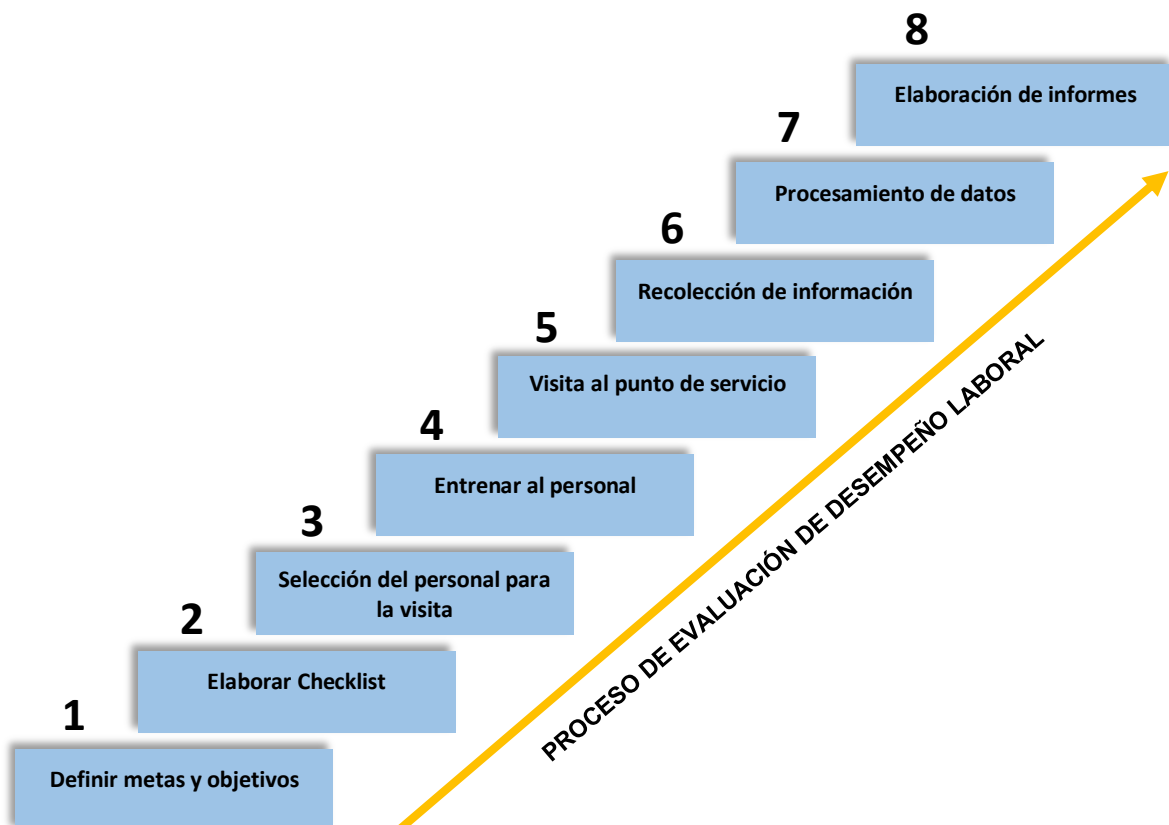 8
Elaboración de informes
7
Procesamiento de datos
6
Recolección de información
5
Visita al punto de servicio
4
Entrenar al personal
3
Selección del personal para
la visita
2
Elaborar Checklist
1
Definir metas y objetivos
PROCESO DE EVALUACIÓN DE DESEMPEÑO LABORAL